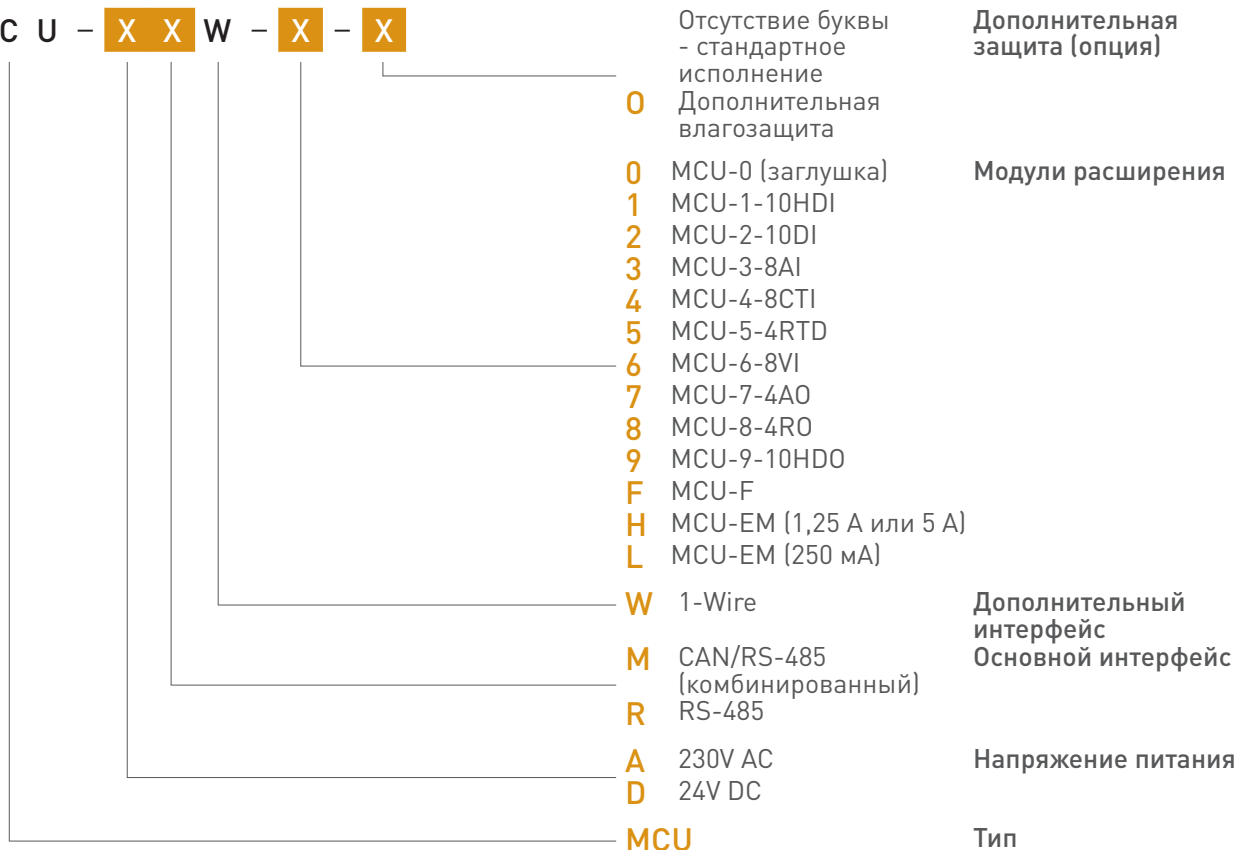 C U – X X W – X – X
Отсутствие буквы
- стандартное
исполнение
Дополнительная
защита (опция)
O Дополнительная
влагозащита
0 MCU-0 (заглушка)
Модули расширения
1 MCU-1-10HDI
2 MCU-2-10DI
3 MCU-3-8AI
4 MCU-4-8CTI
5 MCU-5-4RTD
6 MCU-6-8VI
7 MCU-7-4AO
8 MCU-8-4RO
9 MCU-9-10HDO
F MCU-F
H MCU-EM (1,25 А или 5 А)
L MCU-EM (250 мА)
W 1-Wire
Дополнительный
интерфейс
M CAN/RS-485
(комбинированный)
Основной интерфейс
R RS-485
A 230V AC
Напряжение питания
D 24V DC
MCU
Тип